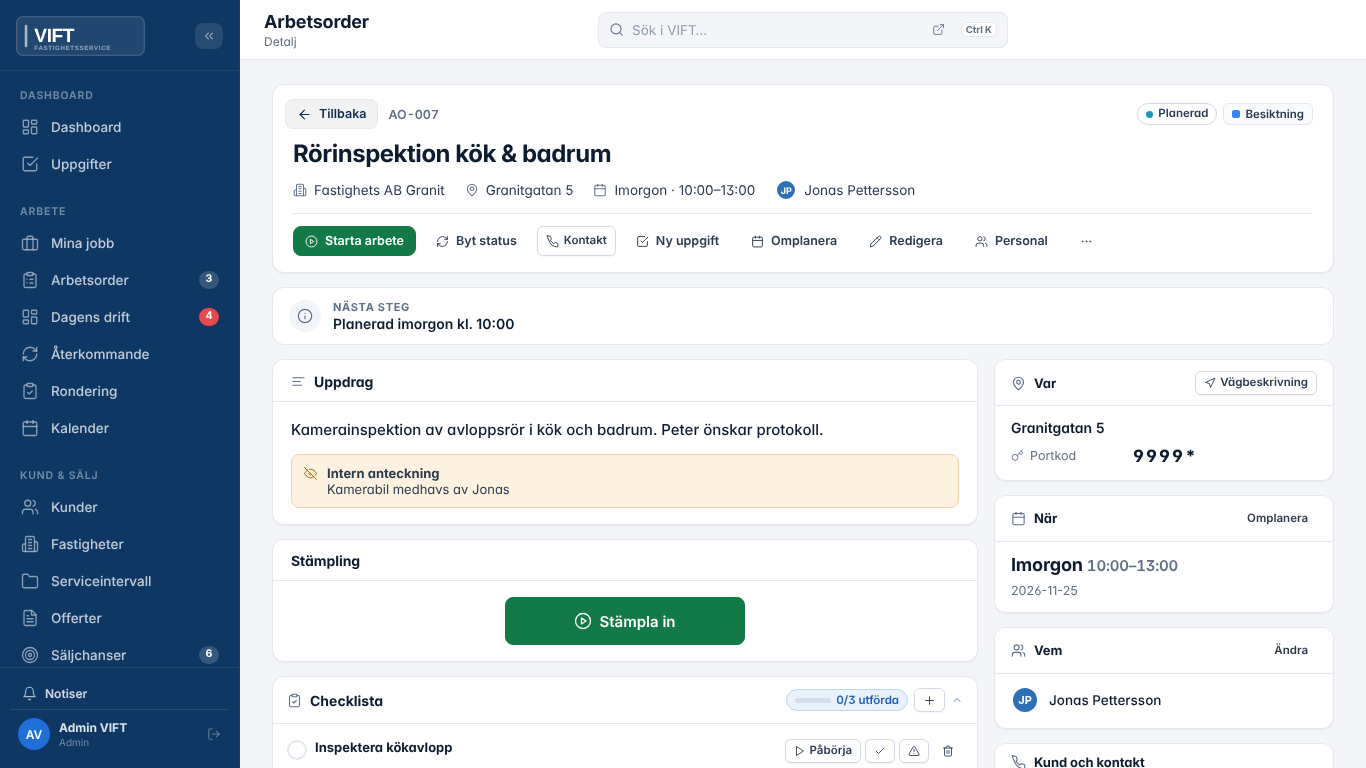 VIFT
FASTIGHETSSERVICE
DASHBOARD
Dashboard
Uppgifter
ARBETE
Mina jobb
Arbetsorder 3
Dagens drift 4
Återkommande
Rondering
Kalender
KUND & SÄLJ
Kunder
Fastigheter
Serviceintervall
Offerter
Säljchanser 6
Notiser
AV
Admin VIFT
Admin
Arbetsorder
Detalj
Sök i VIFT...
Ctrl K
Tillbaka AO-007
Planerad Besiktning
Rörinspektion kök & badrum
Fastighets AB Granit Granitgatan 5 Imorgon · 10:00–13:00 JP Jonas Pettersson
Starta arbete Byt status Kontakt Ny uppgift Omplanera Redigera Personal ...
NÄSTA STEG
Planerad imorgon kl. 10:00
Uppdrag
Kamerainspektion av avloppsrör i kök och badrum. Peter önskar protokoll.
Intern anteckning
Kamerabil medhavs av Jonas
Stämpling
Stämpla in
Checklista 0/3 utförda
Inspektera kökavlopp Påbörja
Var Vägbeskrivning
Granitgatan 5
Portkod 9999*
När Omplanera
Imorgon 10:00–13:00
2026-11-25
Vem Ändra
JP Jonas Pettersson
Kund och kontakt